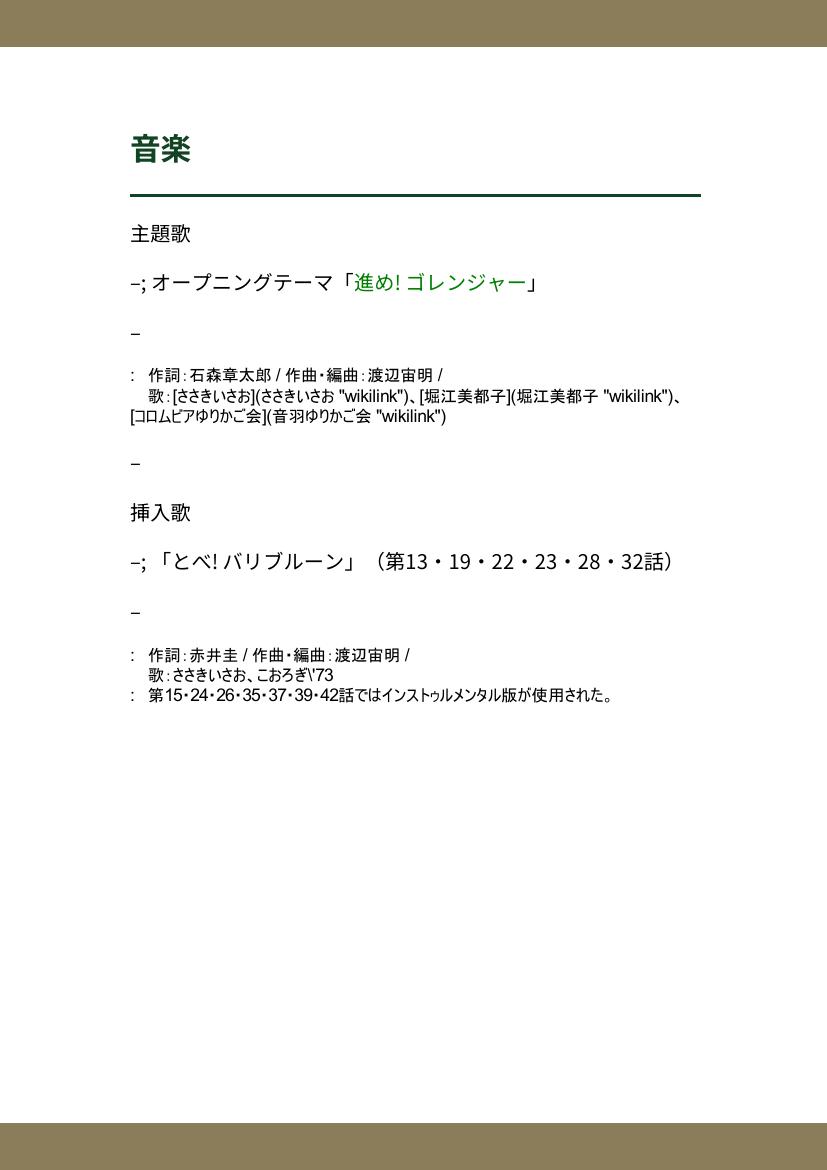 音楽
主題歌
–; オープニングテーマ「進め! ゴレンジャー」
–
: 作詞：石森章太郎 / 作曲・編曲：渡辺宙明 /
歌：[ささきいさお](ささきいさお "wikilink")、[堀江美都子](堀江美都子 "wikilink")、
[コロムビアゆりかご会](音羽ゆりかご会 "wikilink")
–
挿入歌
–; 「とべ! バリブルーン」（第13・19・22・23・28・32話）
–
: 作詞：赤井圭 / 作曲・編曲：渡辺宙明 /
歌：ささきいさお、こおろぎ\'73
: 第15・24・26・35・37・39・42話ではインストゥルメンタル版が使用された。